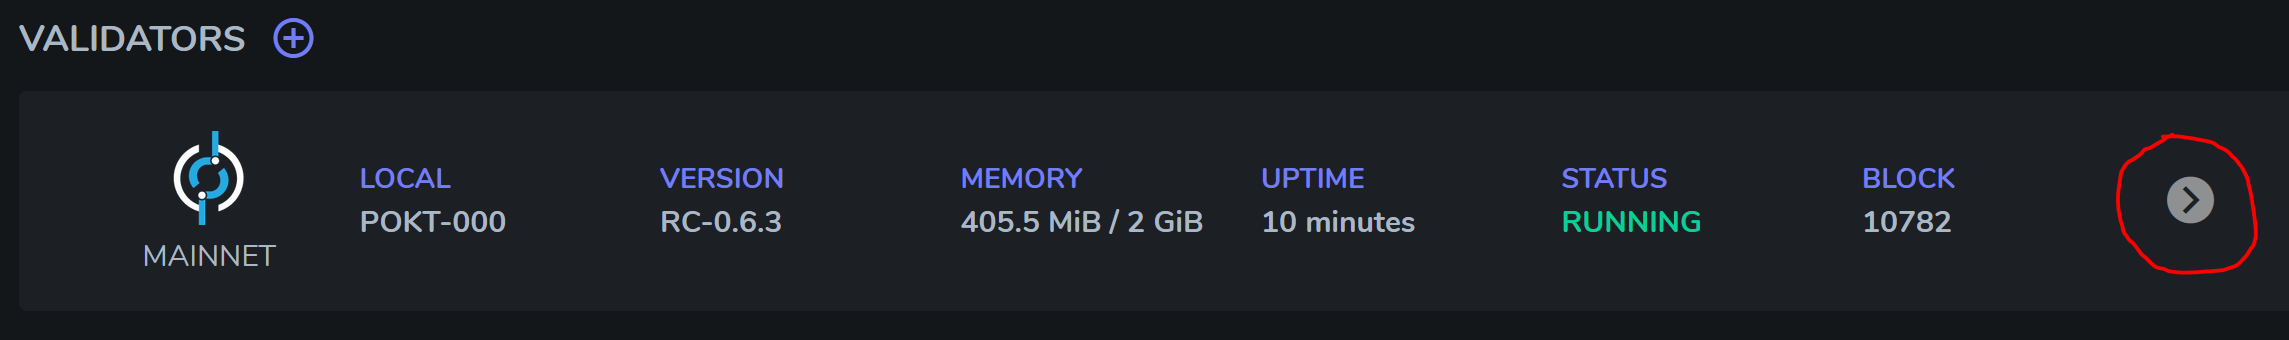 VALIDATORS
LOCAL VERSION MEMORY UPTIME STATUS BLOCK
POKT-000 RC-0.6.3 405.5 MiB / 2 GiB 10 minutes RUNNING 10782
MAINNET